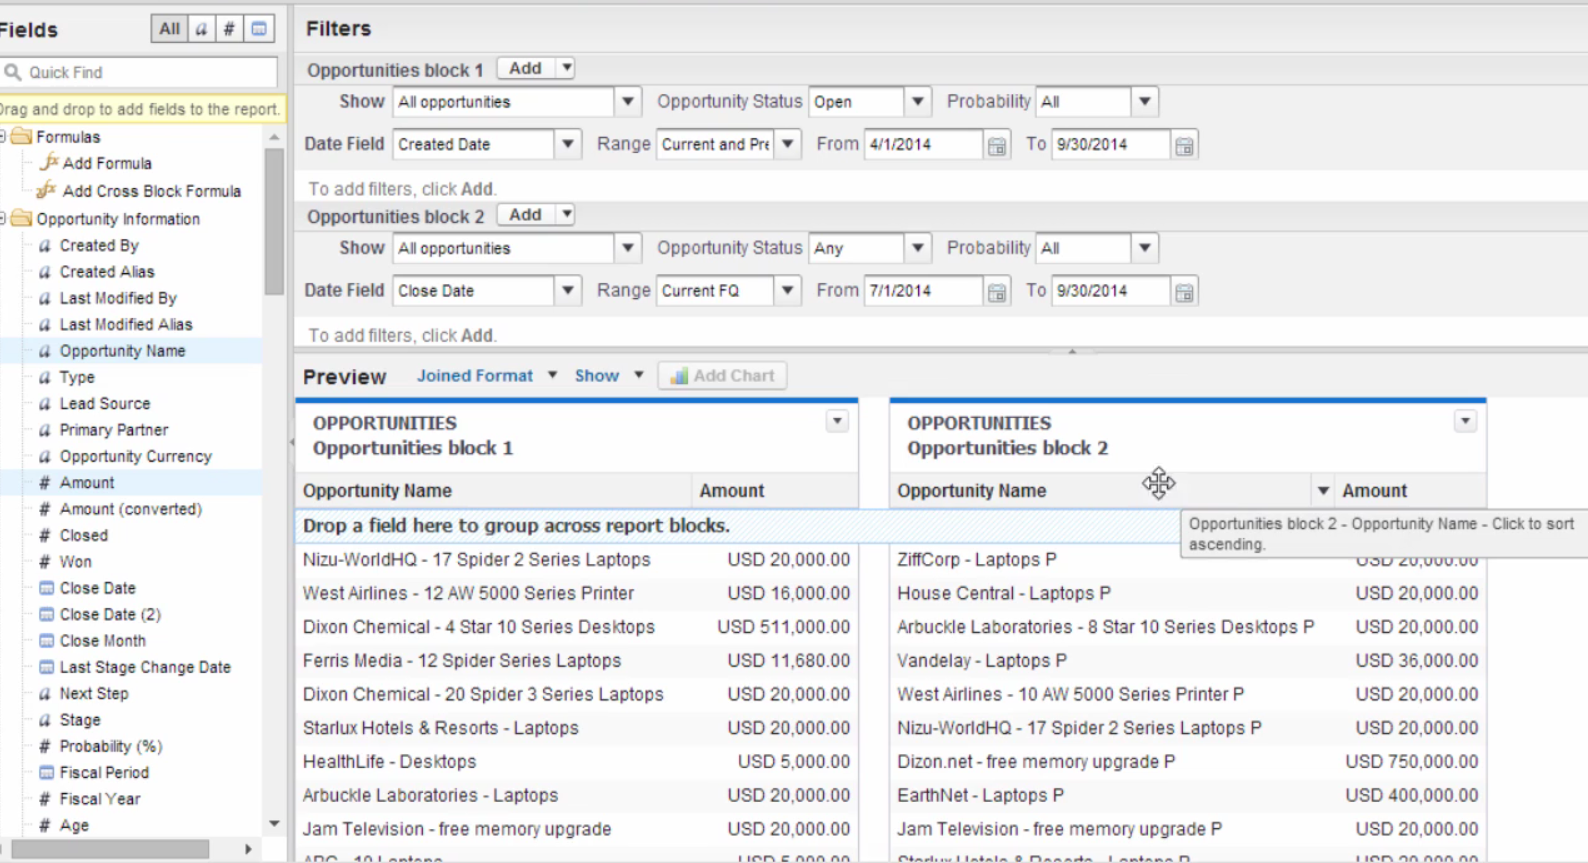 Fields
All a #
Quick Find
Drag and drop to add fields to the report.
Formulas
Add Formula
Add Cross Block Formula
Opportunity Information
a Created By
a Created Alias
a Last Modified By
a Last Modified Alias
a Opportunity Name
a Type
a Lead Source
a Primary Partner
a Opportunity Currency
# Amount
# Amount (converted)
# Closed
# Won
Close Date
Close Date (2)
Close Month
Last Stage Change Date
a Next Step
a Stage
# Probability (%)
Fiscal Period
# Fiscal Year
# Age
Filters
Opportunities block 1 Add
Show All opportunities Opportunity Status Open Probability All
Date Field Created Date Range Current and Pre From 4/1/2014 To 9/30/2014
To add filters, click Add.
Opportunities block 2 Add
Show All opportunities Opportunity Status Any Probability All
Date Field Close Date Range Current FQ From 7/1/2014 To 9/30/2014
To add filters, click Add.
Preview Joined Format Show Add Chart
OPPORTUNITIES
Opportunities block 1
OPPORTUNITIES
Opportunities block 2
Opportunity Name Amount Opportunity Name Amount
Drop a field here to group across report blocks.
Opportunities block 2 - Opportunity Name - Click to sort
ascending.
Nizu-WorldHQ - 17 Spider 2 Series Laptops USD 20,000.00 ZiffCorp - Laptops P USD 20,000.00
West Airlines - 12 AW 5000 Series Printer USD 16,000.00 House Central - Laptops P USD 20,000.00
Dixon Chemical - 4 Star 10 Series Desktops USD 511,000.00 Arbuckle Laboratories - 8 Star 10 Series Desktops P USD 20,000.00
Ferris Media - 12 Spider Series Laptops USD 11,680.00 Vandelay - Laptops P USD 36,000.00
Dixon Chemical - 20 Spider 3 Series Laptops USD 20,000.00 West Airlines - 10 AW 5000 Series Printer P USD 20,000.00
Starlux Hotels & Resorts - Laptops USD 20,000.00 Nizu-WorldHQ - 17 Spider 2 Series Laptops P USD 20,000.00
HealthLife - Desktops USD 5,000.00 Dizon.net - free memory upgrade P USD 750,000.00
Arbuckle Laboratories - Laptops USD 20,000.00 EarthNet - Laptops P USD 400,000.00
Jam Television - free memory upgrade USD 20,000.00 Jam Television - free memory upgrade P USD 20,000.00